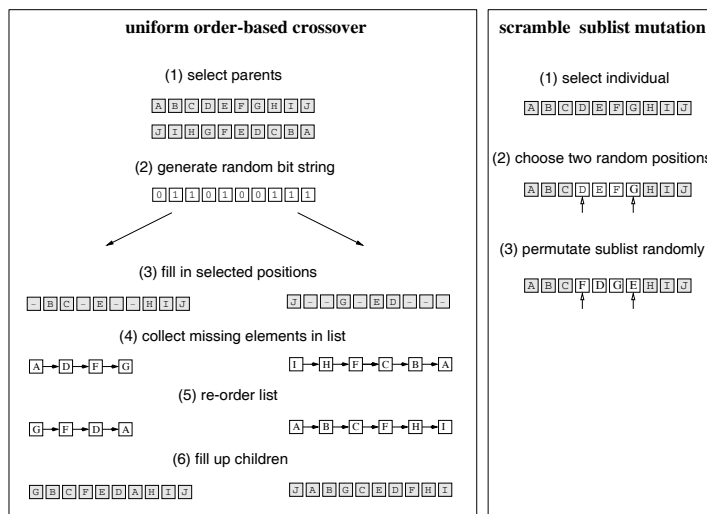 uniform order-based crossover
(1) select parents
A B C D E F G H I J
J I H G F E D C B A
(2) generate random bit string
0 1 1 0 1 0 0 1 1 1
(3) fill in selected positions
- B C - E - - H I J
J - - G - E D - - -
(4) collect missing elements in list
A D F G
I H F C B A
(5) re-order list
G F D A
A B C F H I
(6) fill up children
G B C F E D A H I J
J A B G C E D F H I
scramble sublist mutation
(1) select individual
A B C D E F G H I J
(2) choose two random positions
A B C D E F G H I J
(3) permutate sublist randomly
A B C F D G E H I J